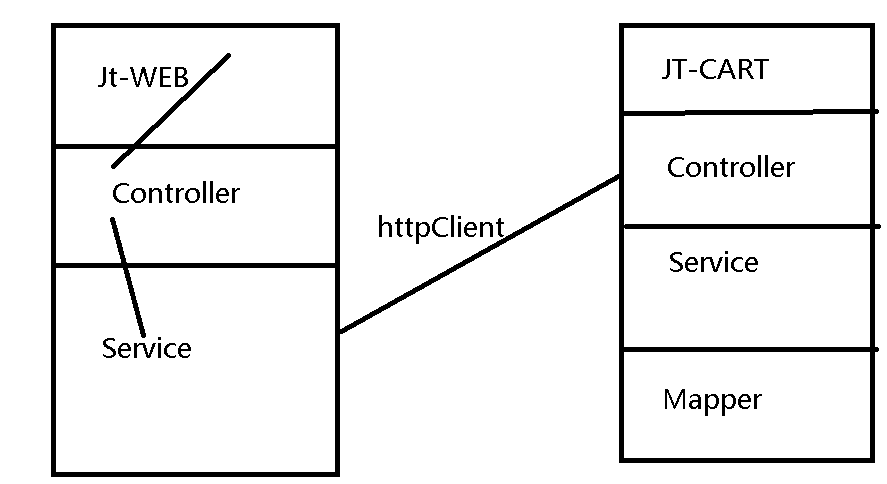 Jt-WEB
Controller
Service
httpClient
JT-CART
Controller
Service
Mapper